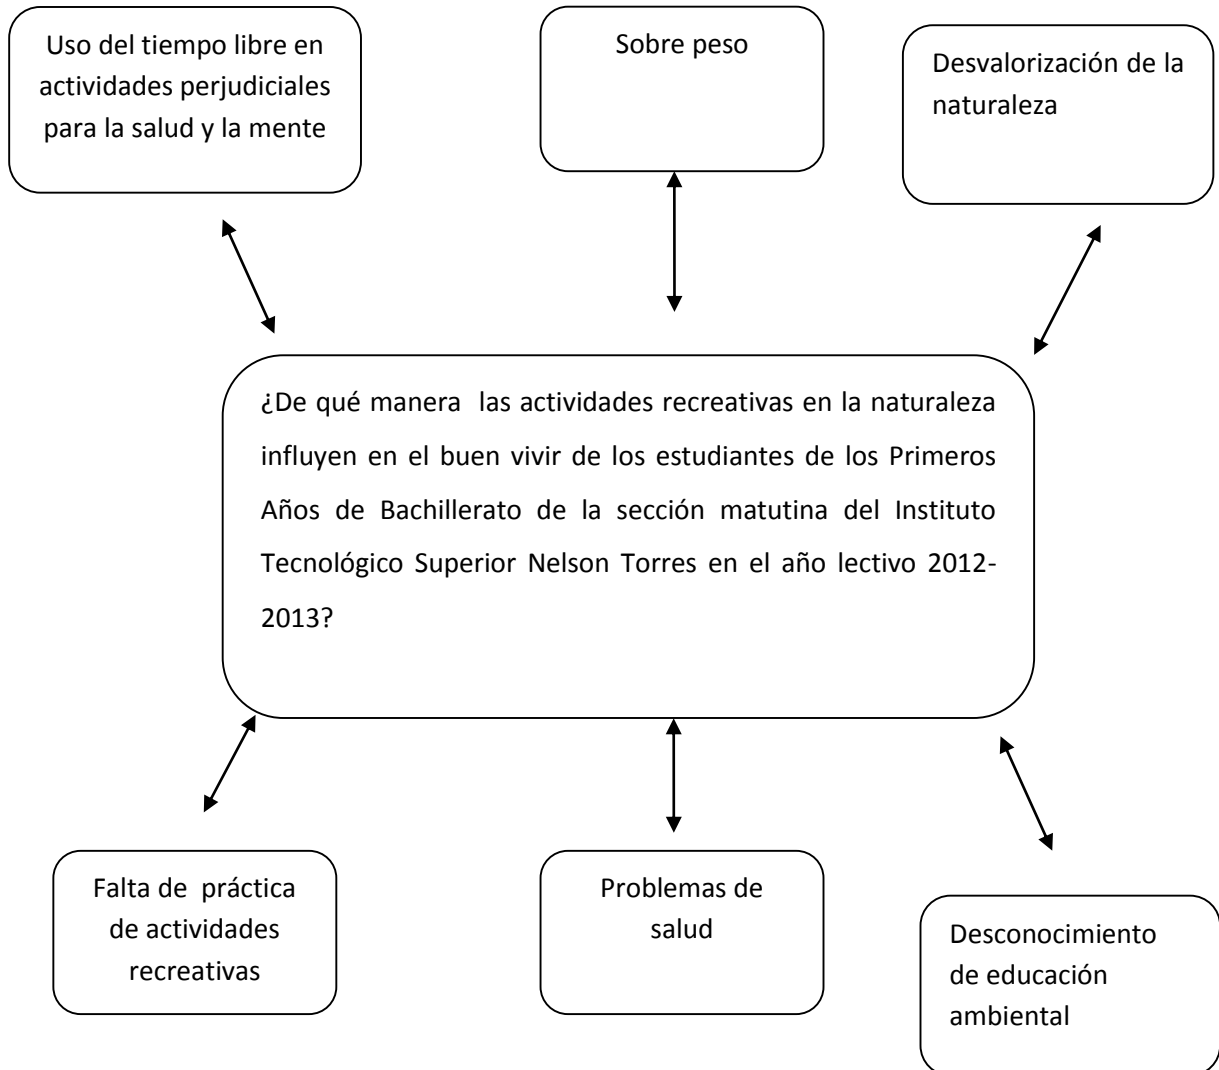 Uso del tiempo libre en
actividades perjudiciales
para la salud y la mente
Sobre peso
Desvalorización de la
naturaleza
¿De qué manera  las actividades recreativas en la naturaleza
influyen en el buen vivir de los estudiantes de los Primeros
Años de Bachillerato de la sección matutina del Instituto
Tecnológico Superior Nelson Torres en el año lectivo 2012-
2013?
Falta de  práctica
de actividades
recreativas
Problemas de
salud
Desconocimiento
de educación
ambiental